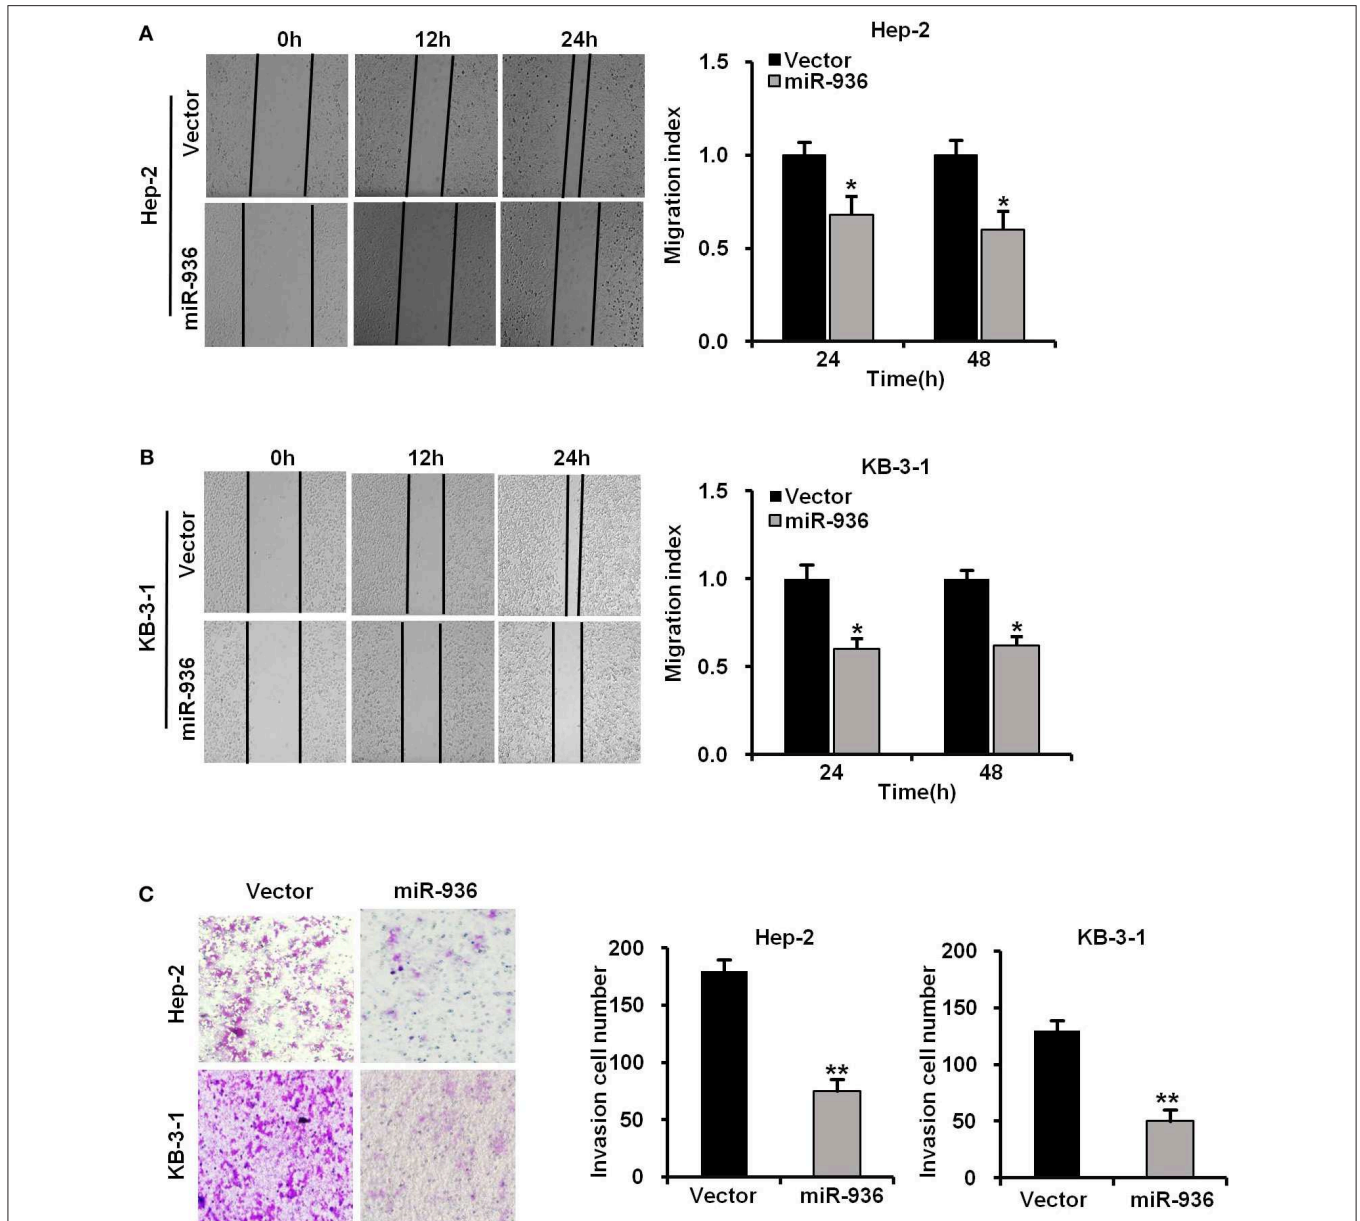 A
0h 12h 24h
Hep-2
Vector
miR-936
Hep-2
Vector
miR-936
Migration index
1.5
1.0
0.5
0.0
* *
24 48
Time(h)
B
0h 12h 24h
KB-3-1
Vector
miR-936
KB-3-1
Vector
miR-936
Migration index
1.5
1.0
0.5
0.0
* *
24 48
Time(h)
C
Vector miR-936
Hep-2
KB-3-1
Hep-2
Invasion cell number
200
150
100
50
0
**
Vector miR-936
KB-3-1
Invasion cell number
200
150
100
50
0
**
Vector miR-936